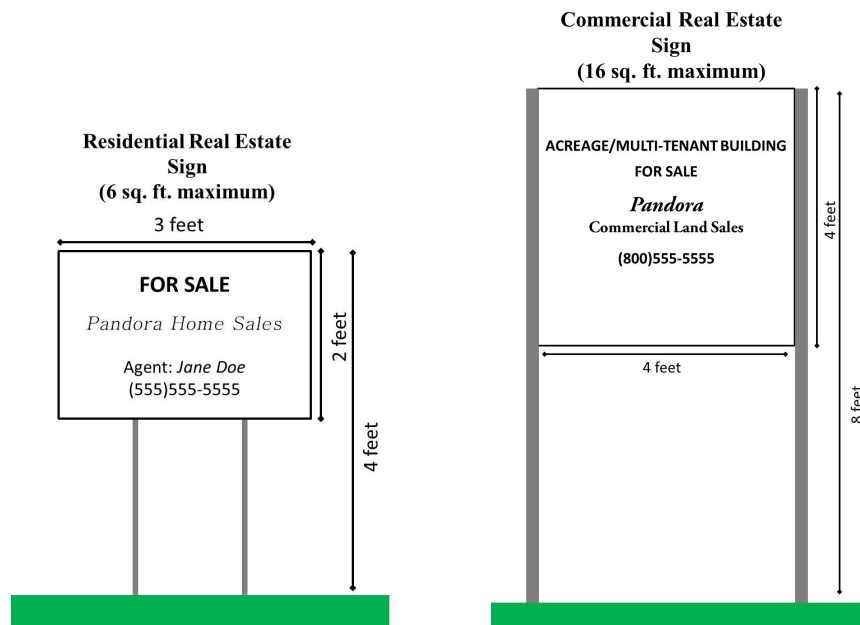 Residential Real Estate
Sign
(6 sq. ft. maximum)
3 feet
FOR SALE
Pandora Home Sales
Agent: Jane Doe
(555)555-5555
2 feet
4 feet
Commercial Real Estate
Sign
(16 sq. ft. maximum)
ACREAGE/MULTI-TENANT BUILDING
FOR SALE
Pandora
Commercial Land Sales
(800)555-5555
4 feet
4 feet
8 feet